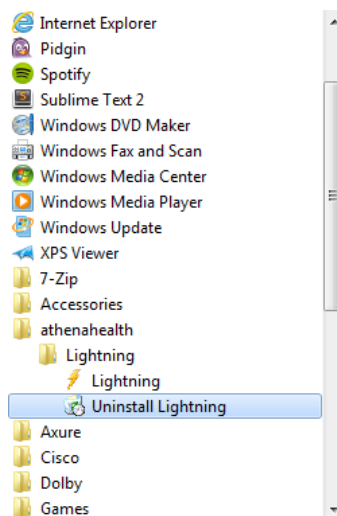 Internet Explorer
Pidgin
Spotify
Sublime Text 2
Windows DVD Maker
Windows Fax and Scan
Windows Media Center
Windows Media Player
Windows Update
XPS Viewer
7-Zip
Accessories
athenahealth
Lightning
Lightning
Uninstall Lightning
Axure
Cisco
Dolby
Games